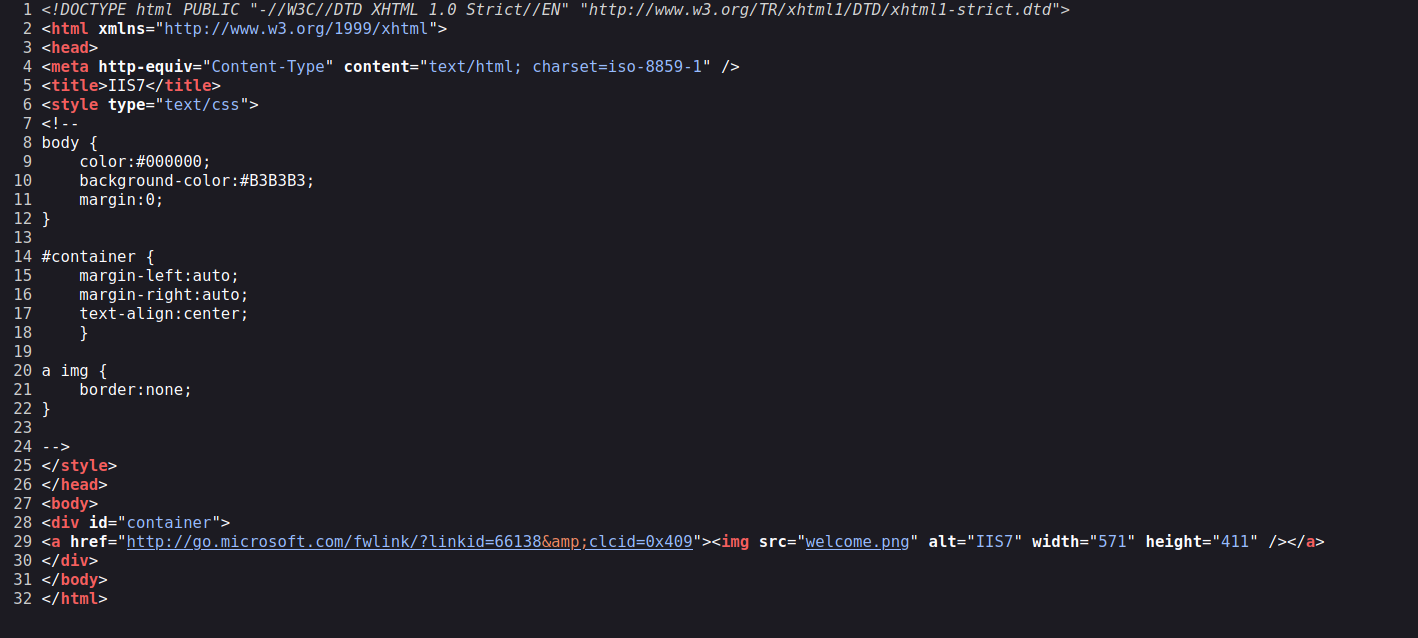 1 <!DOCTYPE html PUBLIC "-//W3C//DTD XHTML 1.0 Strict//EN" "http://www.w3.org/TR/xhtml1/DTD/xhtml1-strict.dtd">
2 <html xmlns="http://www.w3.org/1999/xhtml">
3 <head>
4 <meta http-equiv="Content-Type" content="text/html; charset=iso-8859-1" />
5 <title>IIS7</title>
6 <style type="text/css">
7 <!--
8 body {
9     color:#000000;
10     background-color:#B3B3B3;
11     margin:0;
12 }
13
14 #container {
15     margin-left:auto;
16     margin-right:auto;
17     text-align:center;
18     }
19
20 a img {
21     border:none;
22 }
23
24 -->
25 </style>
26 </head>
27 <body>
28 <div id="container">
29 <a href="http://go.microsoft.com/fwlink/?linkid=66138&amp;clcid=0x409"><img src="welcome.png" alt="IIS7" width="571" height="411" /></a>
30 </div>
31 </body>
32 </html>